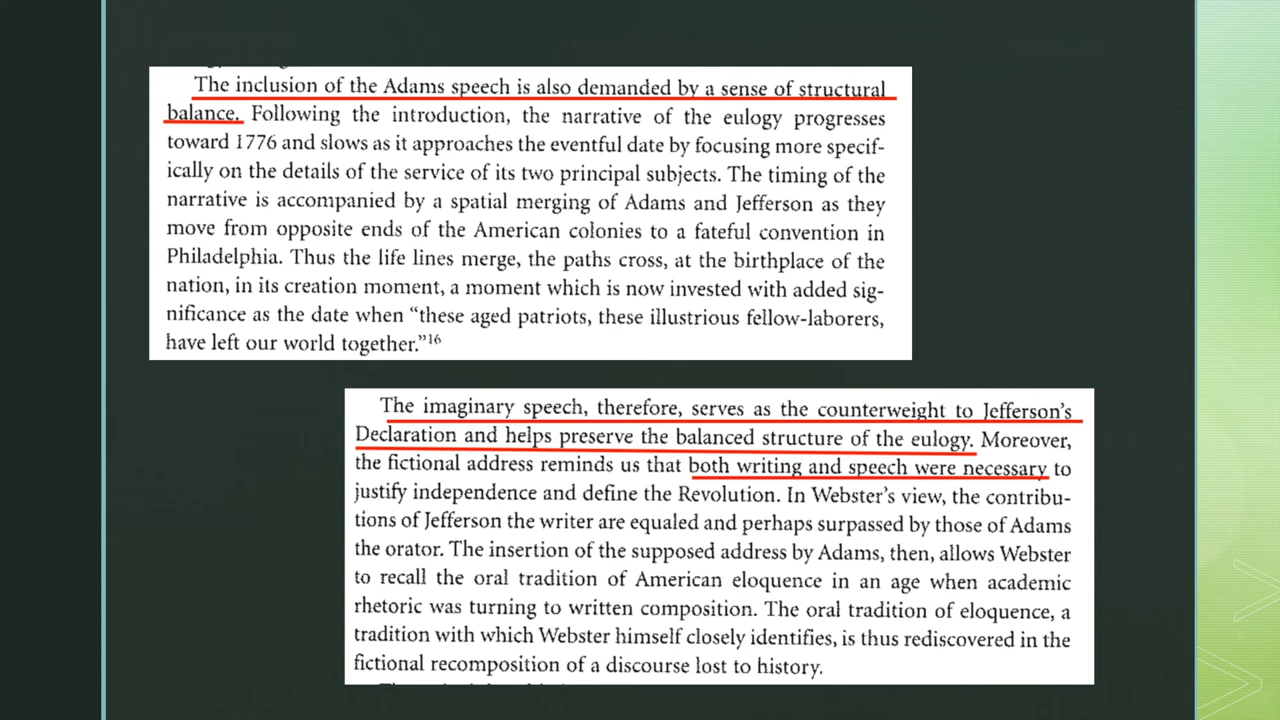 The inclusion of the Adams speech is also demanded by a sense of structural
balance. Following the introduction, the narrative of the eulogy progresses
toward 1776 and slows as it approaches the eventful date by focusing more specif-
ically on the details of the service of its two principal subjects. The timing of the
narrative is accompanied by a spatial merging of Adams and Jefferson as they
move from opposite ends of the American colonies to a fateful convention in
Philadelphia. Thus the life lines merge, the paths cross, at the birthplace of the
nation, in its creation moment, a moment which is now invested with added sig-
nificance as the date when “these aged patriots, these illustrious fellow-laborers,
have left our world together.”16
The imaginary speech, therefore, serves as the counterweight to Jefferson’s
Declaration and helps preserve the balanced structure of the eulogy. Moreover,
the fictional address reminds us that both writing and speech were necessary to
justify independence and define the Revolution. In Webster’s view, the contribu-
tions of Jefferson the writer are equaled and perhaps surpassed by those of Adams
the orator. The insertion of the supposed address by Adams, then, allows Webster
to recall the oral tradition of American eloquence in an age when academic
rhetoric was turning to written composition. The oral tradition of eloquence, a
tradition with which Webster himself closely identifies, is thus rediscovered in the
fictional recomposition of a discourse lost to history.